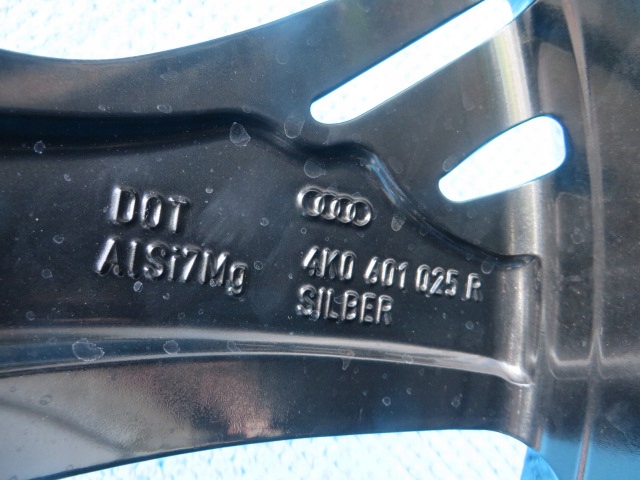 DOT
AlSi7Mg
4K0 601 025 R
SILBER